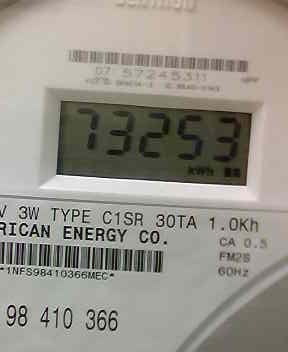 07 57245311
73253
kWh
V 3W TYPE C1SR 30TA 1.0Kh
RICAN ENERGY CO.
CA 0.5
FM2S
60Hz
*1NFS98410366MEC*
98 410 366